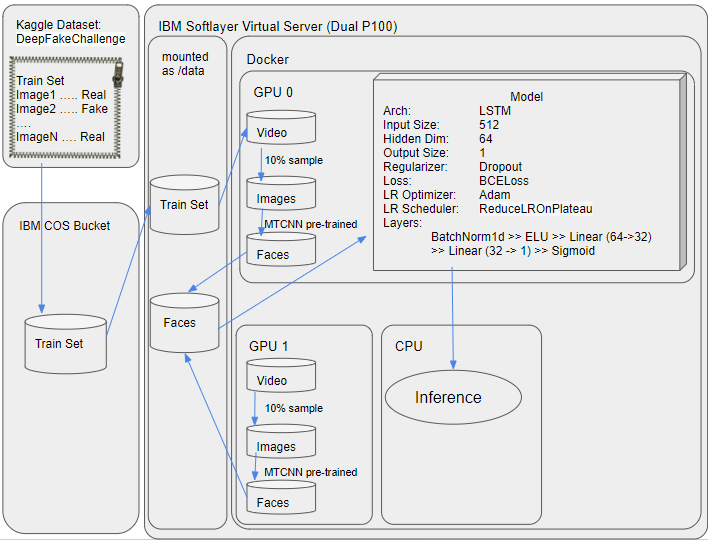 Kaggle Dataset:
DeepFakeChallenge
Train Set
Image1 ..... Real
Image2 ..... Fake
....
ImageN .... Real
IBM COS Bucket
Train Set
IBM Softlayer Virtual Server (Dual P100)
mounted
as /data
Train Set
Faces
Docker
GPU 0
Video
10% sample
Images
MTCNN pre-trained
Faces
Model
Arch: LSTM
Input Size: 512
Hidden Dim: 64
Output Size: 1
Regularizer: Dropout
Loss: BCELoss
LR Optimizer: Adam
LR Scheduler: ReduceLROnPlateau
Layers:
BatchNorm1d >> ELU >> Linear (64->32)
>> Linear (32 -> 1) >> Sigmoid
GPU 1
Video
10% sample
Images
MTCNN pre-trained
Faces
CPU
Inference